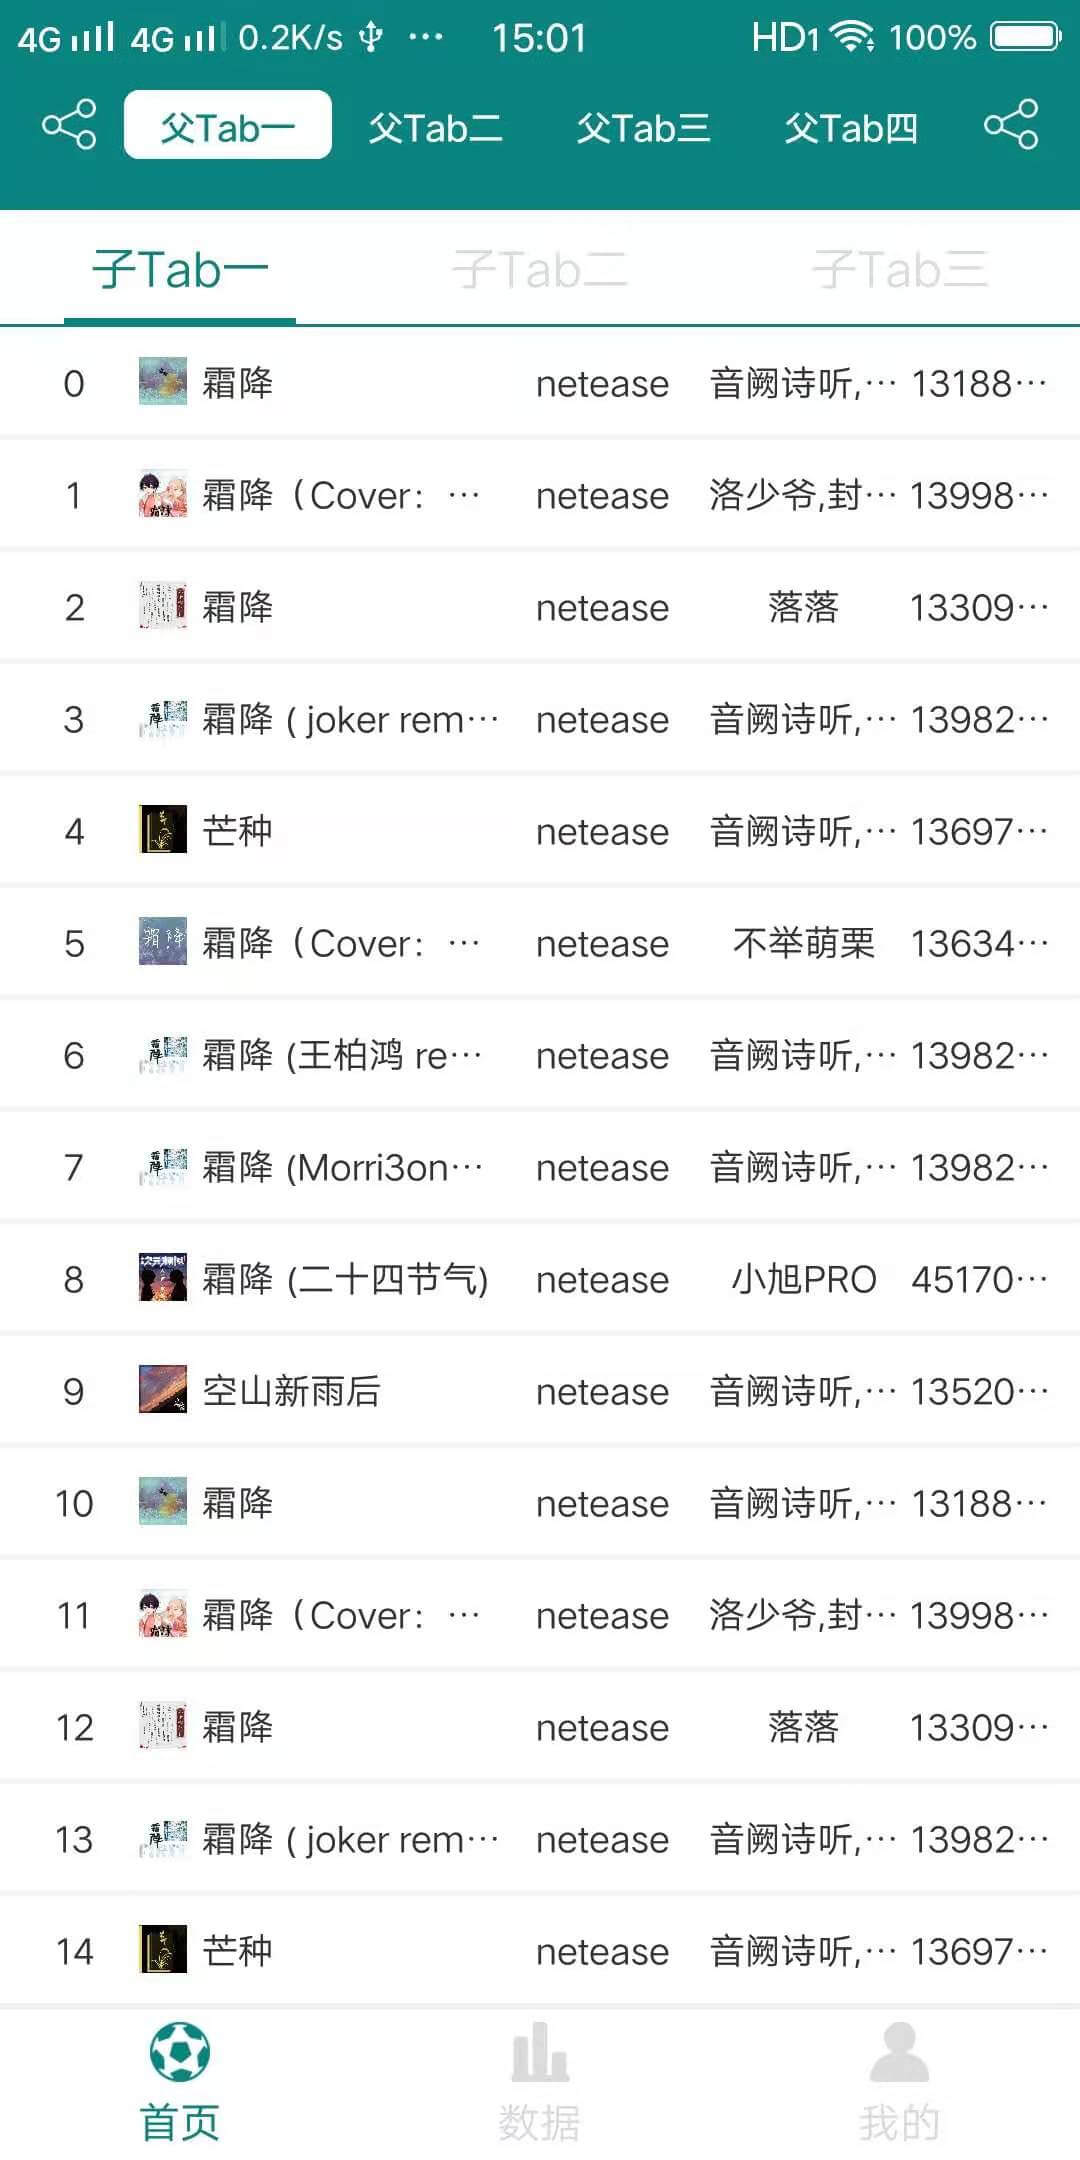 4G 4G 0.2K/s ··· 15:01 HD1 100%
父Tab一 父Tab二 父Tab三 父Tab四
子Tab一 子Tab二 子Tab三
0 霜降 netease 音阙诗听,··· 13188···
1 霜降（Cover：··· netease 洛少爷,封··· 13998···
2 霜降 netease 落落 13309···
3 霜降 ( joker rem··· netease 音阙诗听,··· 13982···
4 芒种 netease 音阙诗听,··· 13697···
5 霜降（Cover：··· netease 不举萌栗 13634···
6 霜降 (王柏鸿 re··· netease 音阙诗听,··· 13982···
7 霜降 (Morri3on··· netease 音阙诗听,··· 13982···
8 霜降 (二十四节气) netease 小旭PRO 45170···
9 空山新雨后 netease 音阙诗听,··· 13520···
10 霜降 netease 音阙诗听,··· 13188···
11 霜降（Cover：··· netease 洛少爷,封··· 13998···
12 霜降 netease 落落 13309···
13 霜降 ( joker rem··· netease 音阙诗听,··· 13982···
14 芒种 netease 音阙诗听,··· 13697···
首页 数据 我的